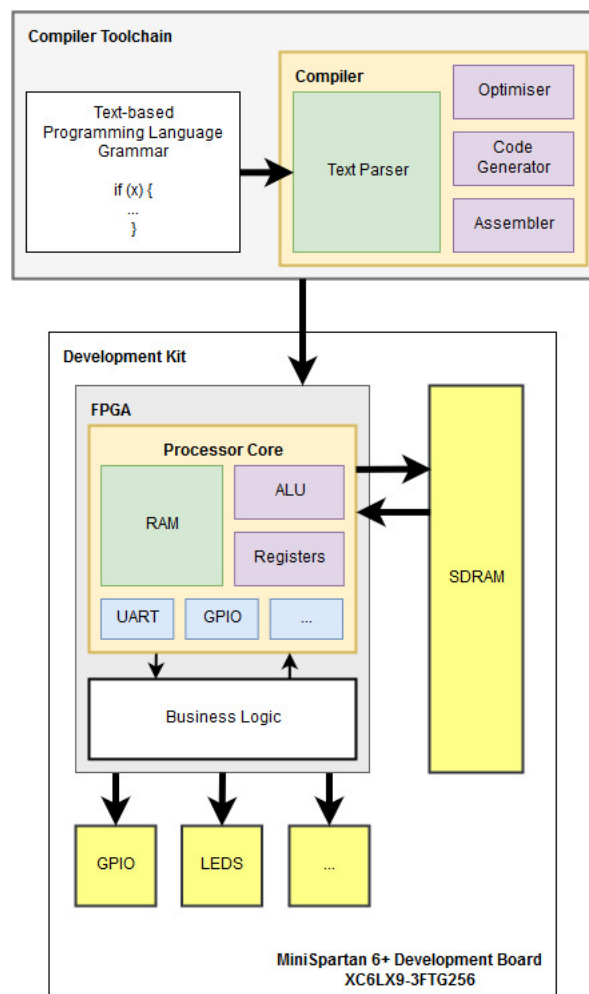 Compiler Toolchain
Text-based
Programming Language
Grammar
if (x) {
...
}
Compiler
Text Parser
Optimiser
Code
Generator
Assembler
Development Kit
FPGA
Processor Core
RAM
ALU
Registers
UART
GPIO
...
Business Logic
SDRAM
GPIO
LEDS
...
MiniSpartan 6+ Development Board
XC6LX9-3FTG256